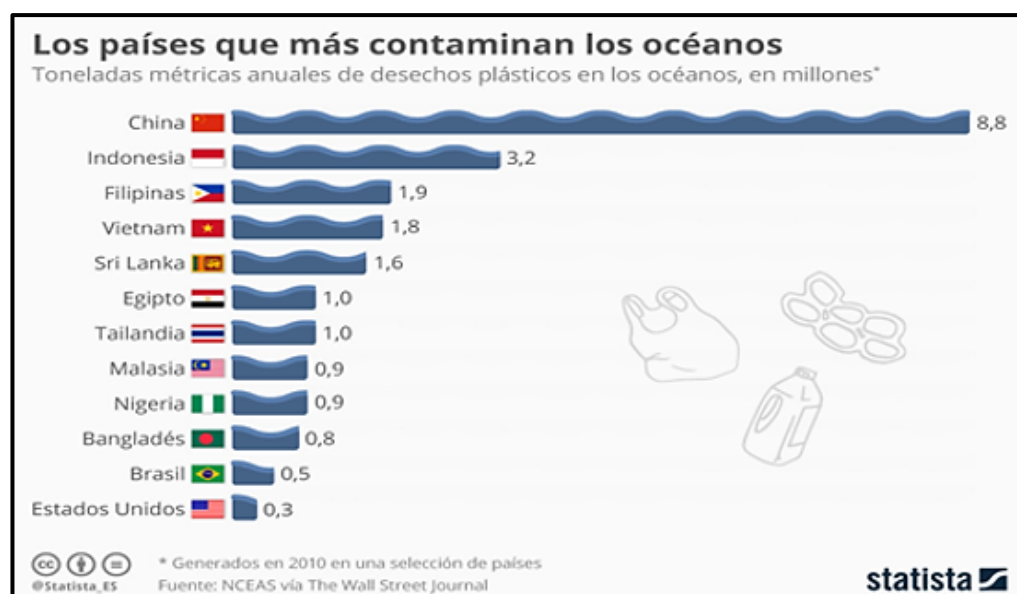 Los países que más contaminan los océanos
Toneladas métricas anuales de desechos plásticos en los océanos, en millones*
China 8,8
Indonesia 3,2
Filipinas 1,9
Vietnam 1,8
Sri Lanka 1,6
Egipto 1,0
Tailandia 1,0
Malasia 0,9
Nigeria 0,9
Bangladés 0,8
Brasil 0,5
Estados Unidos 0,3
* Generados en 2010 en una selección de países
@Statista_ES Fuente: NCEAS vía The Wall Street Journal
cc
statista